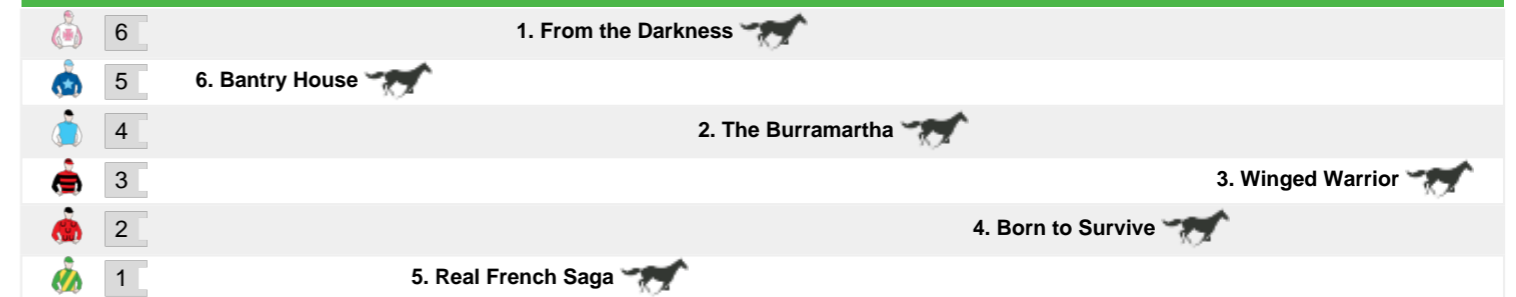 6 1. From the Darkness
5 6. Bantry House
4 2. The Burramartha
3 3. Winged Warrior
2 4. Born to Survive
1 5. Real French Saga